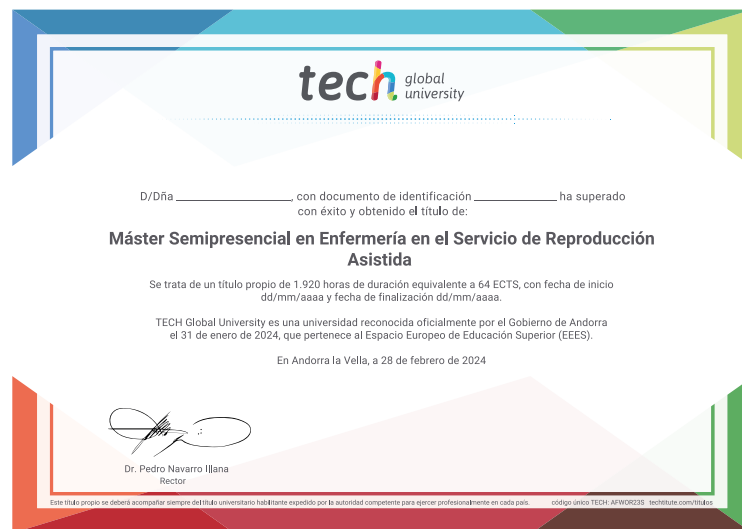 tech global university
D/Dña ____________, con documento de identificación ____________ ha superado
con éxito y obtenido el título de:
Máster Semipresencial en Enfermería en el Servicio de Reproducción
Asistida
Se trata de un título propio de 1.920 horas de duración equivalente a 64 ECTS, con fecha de inicio
dd/mm/aaaa y fecha de finalización dd/mm/aaaa.
TECH Global University es una universidad reconocida oficialmente por el Gobierno de Andorra
el 31 de enero de 2024, que pertenece al Espacio Europeo de Educación Superior (EEES).
En Andorra la Vella, a 28 de febrero de 2024
Dr. Pedro Navarro Illana
Rector
Este título propio se deberá acompañar siempre del título universitario habilitante expedido por la autoridad competente para ejercer profesionalmente en cada país. código único TECH: AFWOR23S techtitute.com/títulos